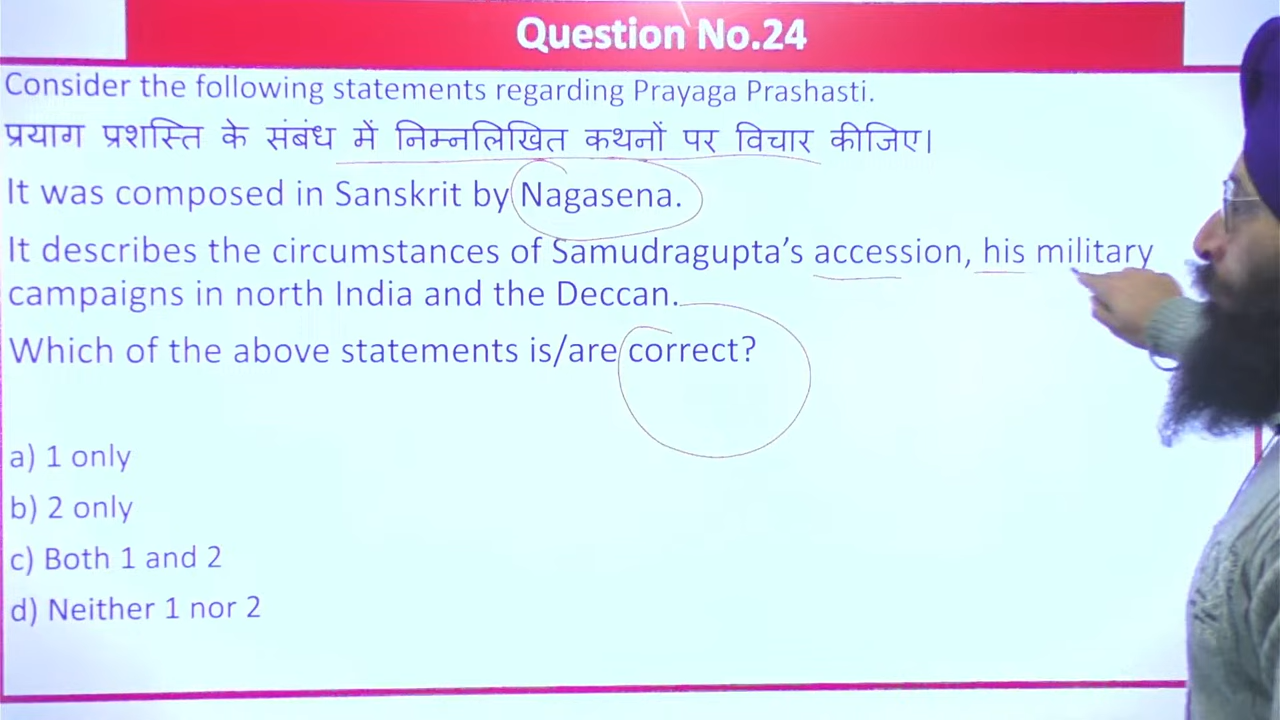 Question No.24
Consider the following statements regarding Prayaga Prashasti.
प्रयाग प्रशस्ति के संबंध में निम्नलिखित कथनों पर विचार कीजिए।
It was composed in Sanskrit by Nagasena.
It describes the circumstances of Samudragupta's accession, his military
campaigns in north India and the Deccan.
Which of the above statements is/are correct?
a) 1 only
b) 2 only
c) Both 1 and 2
d) Neither 1 nor 2